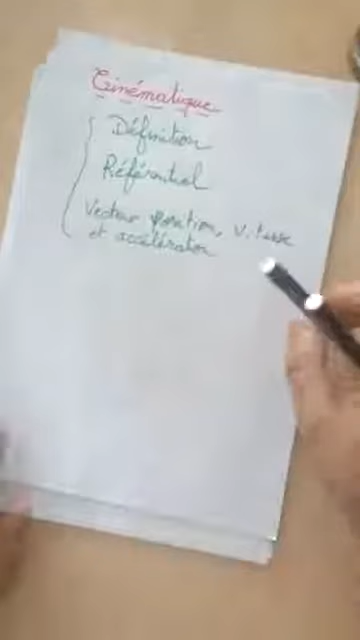 Cinématique
Définition
Référentiel
Vecteur position, vitesse
et accélération